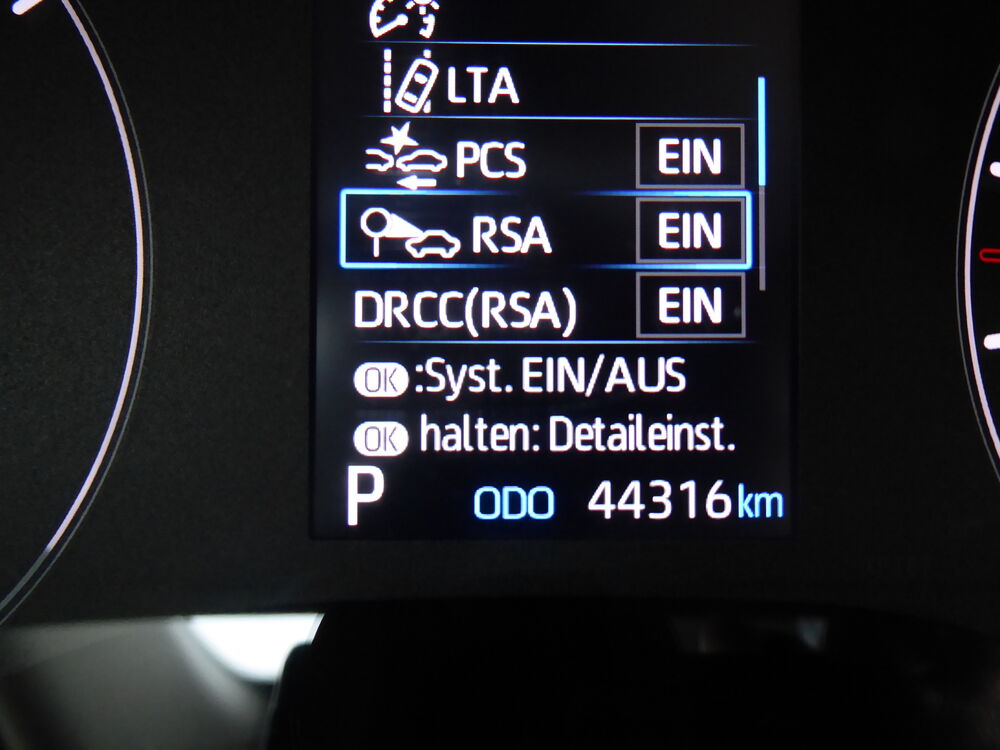 LTA
PCS EIN
RSA EIN
DRCC(RSA) EIN
OK :Syst. EIN/AUS
OK halten: Detaileinst.
P ODO 44316 km